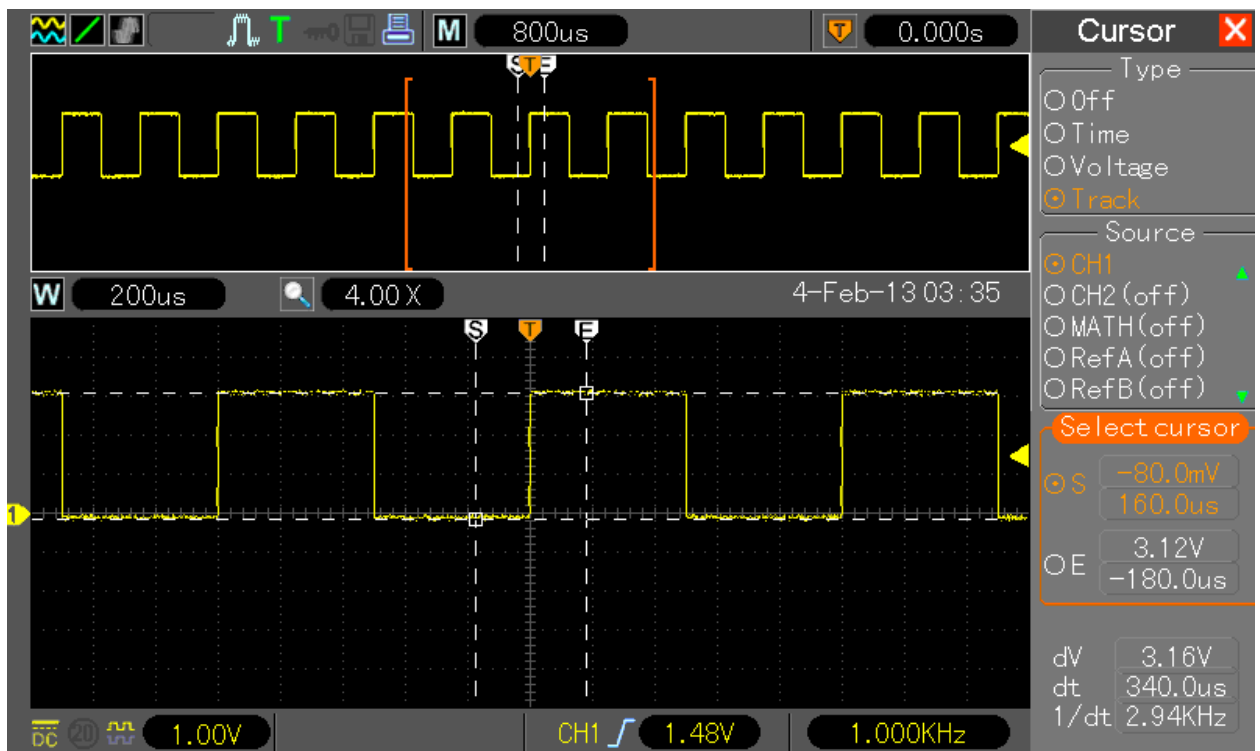 T M 800us T 0.000s
Cursor X
S T E
Type
Off
Time
Voltage
Track
Source
CH1
CH2(off)
MATH(off)
RefA(off)
RefB(off)
W 200us 4.00X 4-Feb-13 03:35
S T E
1
Select cursor
S -80.0mV
160.0us
E 3.12V
-180.0us
dV 3.16V
dt 340.0us
1/dt 2.94KHz
DC 20 1.00V CH1 1.48V 1.000KHz